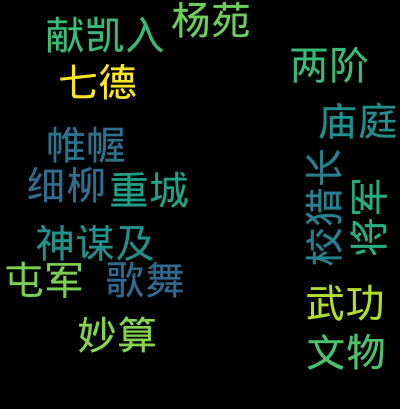 杨苑
献凯入
两阶
七德
庙庭
帷幄
校猎长
细柳
重城
将军
神谋及
屯军
歌舞
武功
妙算
文物